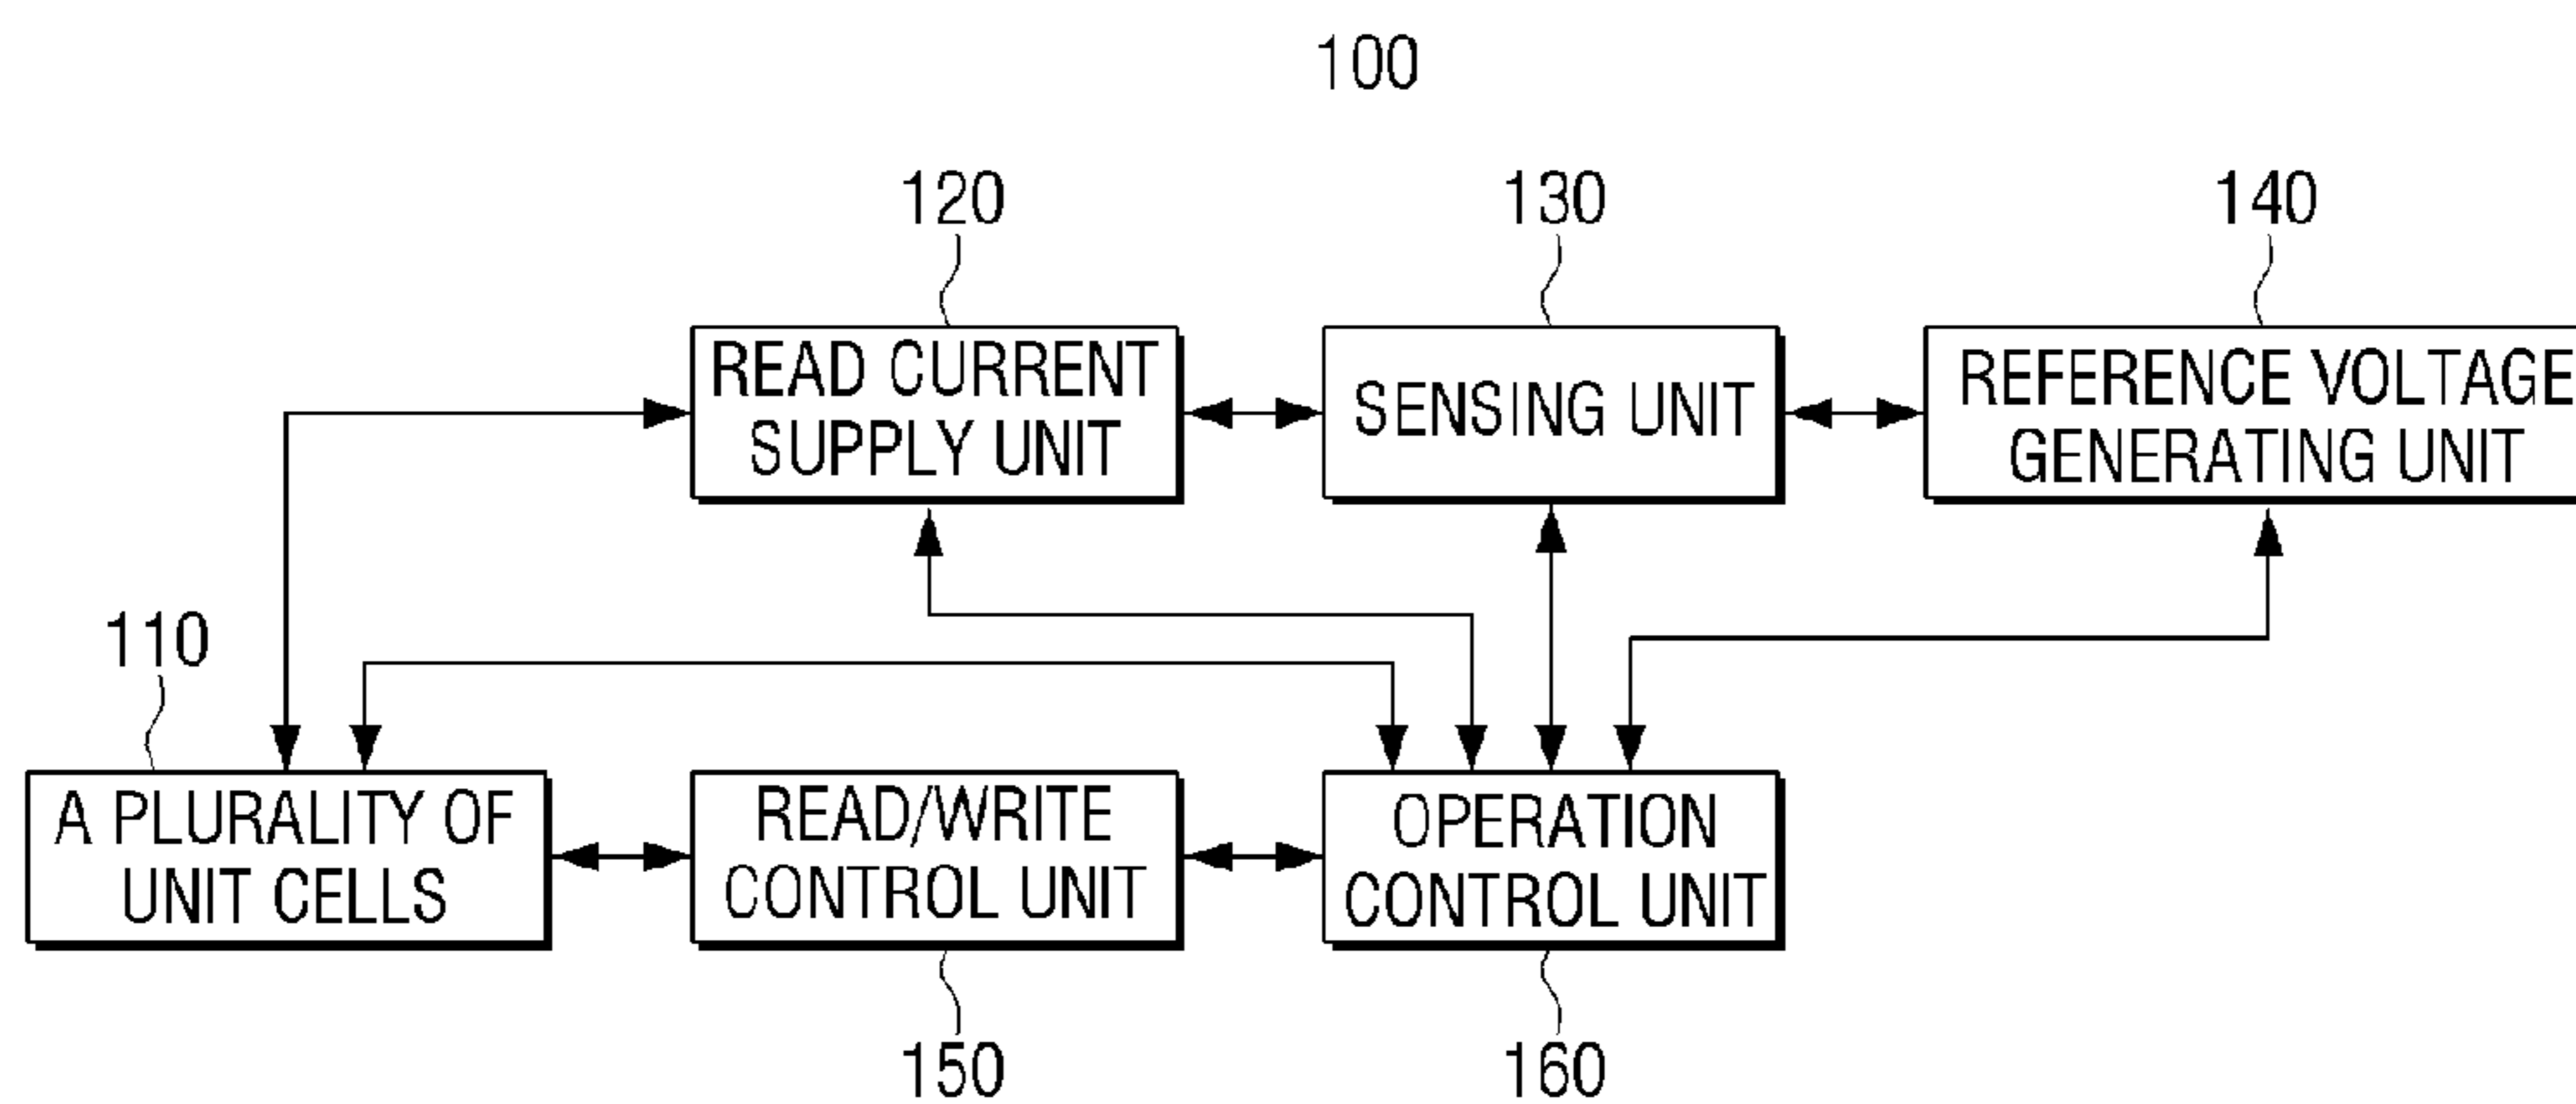 100
120
130
140
READ CURRENT
SUPPLY UNIT
SENSING UNIT
REFERENCE VOLTAGE
GENERATING UNIT
110
A PLURALITY OF
UNIT CELLS
READ/WRITE
CONTROL UNIT
OPERATION
CONTROL UNIT
150
160